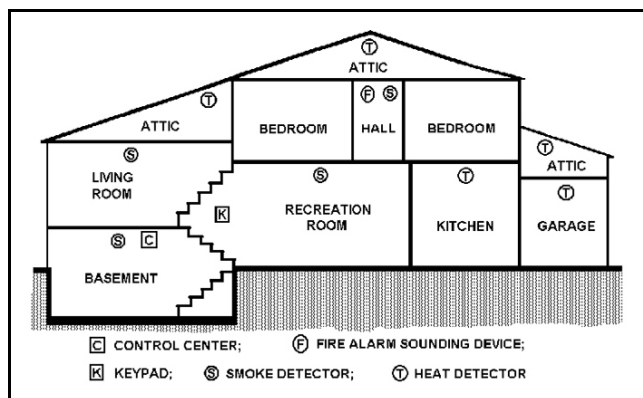 T
ATTIC
T
ATTIC
F S
BEDROOM HALL BEDROOM
T
ATTIC
S
LIVING
ROOM
S
T
T
K
RECREATION
ROOM
KITCHEN
GARAGE
S C
BASEMENT
C CONTROL CENTER; F FIRE ALARM SOUNDING DEVICE;
K KEYPAD; S SMOKE DETECTOR; T HEAT DETECTOR